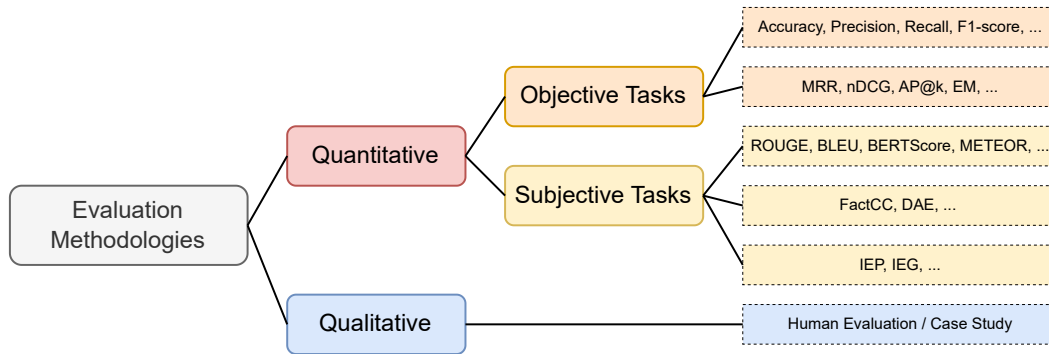 Evaluation
Methodologies
Quantitative
Qualitative
Objective Tasks
Subjective Tasks
Accuracy, Precision, Recall, F1-score, ...
MRR, nDCG, AP@k, EM, ...
ROUGE, BLEU, BERTScore, METEOR, ...
FactCC, DAE, ...
IEP, IEG, ...
Human Evaluation / Case Study